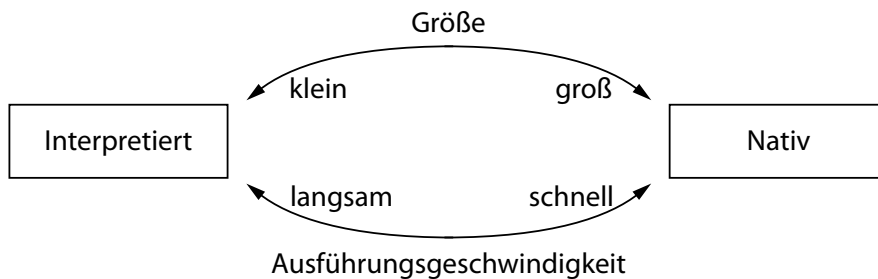 Größe
klein groß
Interpretiert Nativ
langsam schnell
Ausführungsgeschwindigkeit